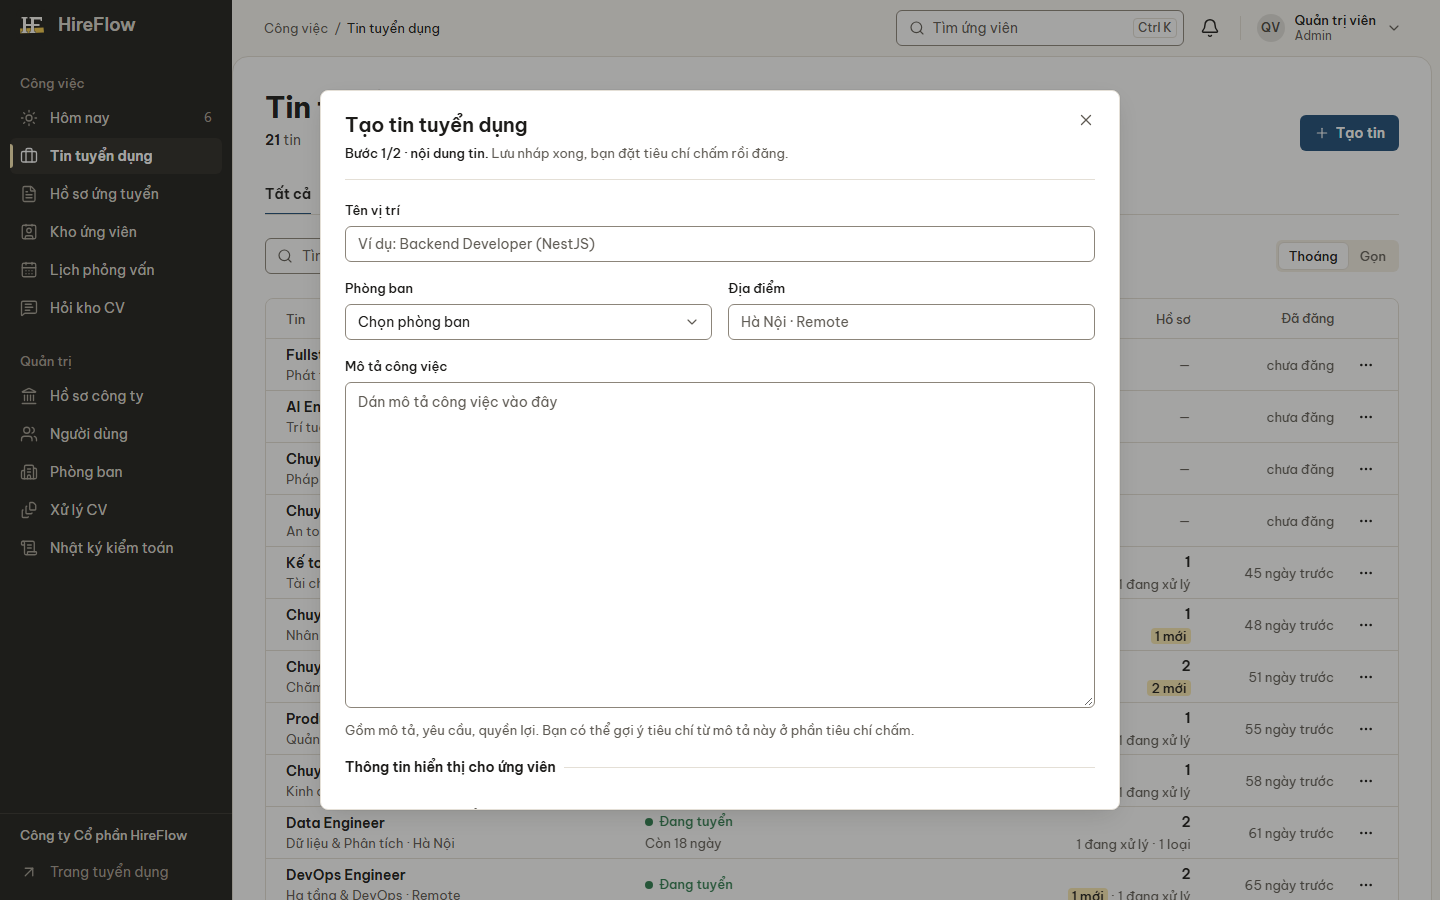 HireFlow
Công việc / Tin tuyển dụng
Tìm ứng viên
Ctrl K
QV
Quản trị viên
Admin
Công việc
Hôm nay 6
Tin tuyển dụng
Hồ sơ ứng tuyển
Kho ứng viên
Lịch phỏng vấn
Hỏi kho CV
Quản trị
Hồ sơ công ty
Người dùng
Phòng ban
Xử lý CV
Nhật ký kiểm toán
Công ty Cổ phần HireFlow
Trang tuyển dụng
Tin
21 tin
Tạo tin
Tất cả
Thoáng
Gọn
Tin
Hồ sơ
Đã đăng
— chưa đăng
— chưa đăng
— chưa đăng
— chưa đăng
1
đang xử lý
45 ngày trước
1
1 mới
48 ngày trước
2
2 mới
51 ngày trước
1
đang xử lý
55 ngày trước
1
đang xử lý
58 ngày trước
Data Engineer
Dữ liệu & Phân tích · Hà Nội
Đang tuyển
Còn 18 ngày
2
1 đang xử lý · 1 loại
61 ngày trước
DevOps Engineer
Hạ tầng & DevOps · Remote
Đang tuyển
2
1 mới · 1 đang xử lý
65 ngày trước
Tạo tin tuyển dụng
Bước 1/2 · nội dung tin. Lưu nháp xong, bạn đặt tiêu chí chấm rồi đăng.
Tên vị trí
Ví dụ: Backend Developer (NestJS)
Phòng ban
Chọn phòng ban
Địa điểm
Hà Nội · Remote
Mô tả công việc
Dán mô tả công việc vào đây
Gồm mô tả, yêu cầu, quyền lợi. Bạn có thể gợi ý tiêu chí từ mô tả này ở phần tiêu chí chấm.
Thông tin hiển thị cho ứng viên